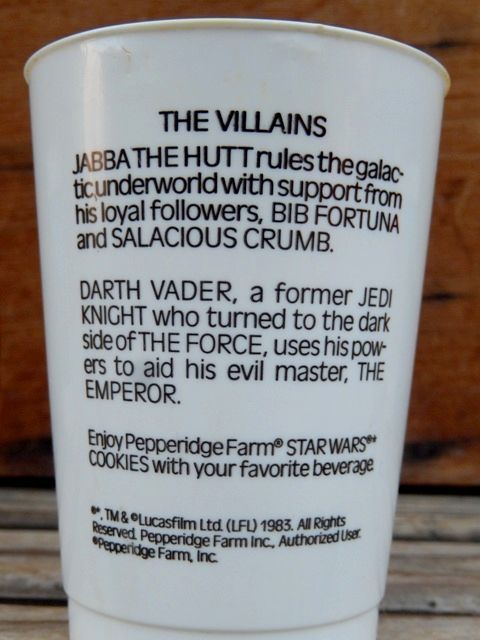 THE VILLAINS
JABBA THE HUTT rules the galac-
tic underworld with support from
his loyal followers, BIB FORTUNA
and SALACIOUS CRUMB.
DARTH VADER, a former JEDI
KNIGHT who turned to the dark
side of THE FORCE, uses his pow-
ers to aid his evil master, THE
EMPEROR.
Enjoy Pepperidge Farm® STAR WARS®*
COOKIES with your favorite beverage.
®*, TM & ©Lucasfilm Ltd. (LFL) 1983. All Rights
Reserved. Pepperidge Farm Inc., Authorized User.
®Pepperidge Farm, Inc.